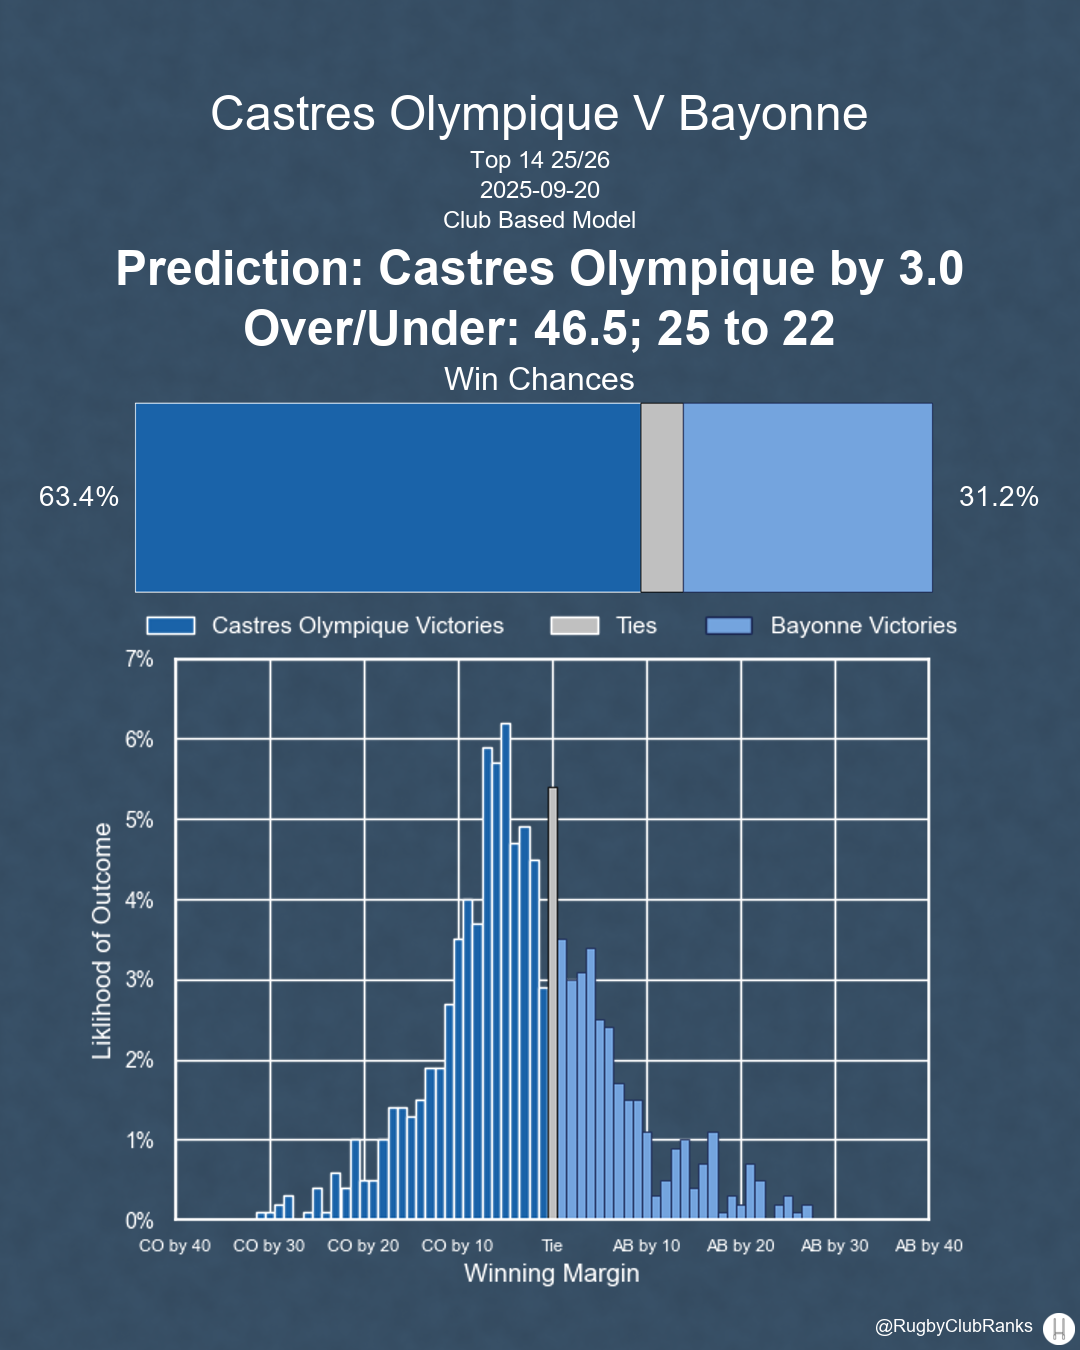 Castres Olympique V Bayonne
Top 14 25/26
2025-09-20
Club Based Model
Prediction: Castres Olympique by 3.0
Over/Under: 46.5; 25 to 22
Win Chances
63.4%
31.2%
Castres Olympique Victories
Ties
Bayonne Victories
7%
6%
5%
4%
3%
2%
1%
0%
Liklihood of Outcome
CO by 40
CO by 30
CO by 20
CO by 10
Tie
AB by 10
AB by 20
AB by 30
AB by 40
Winning Margin
@RugbyClubRanks